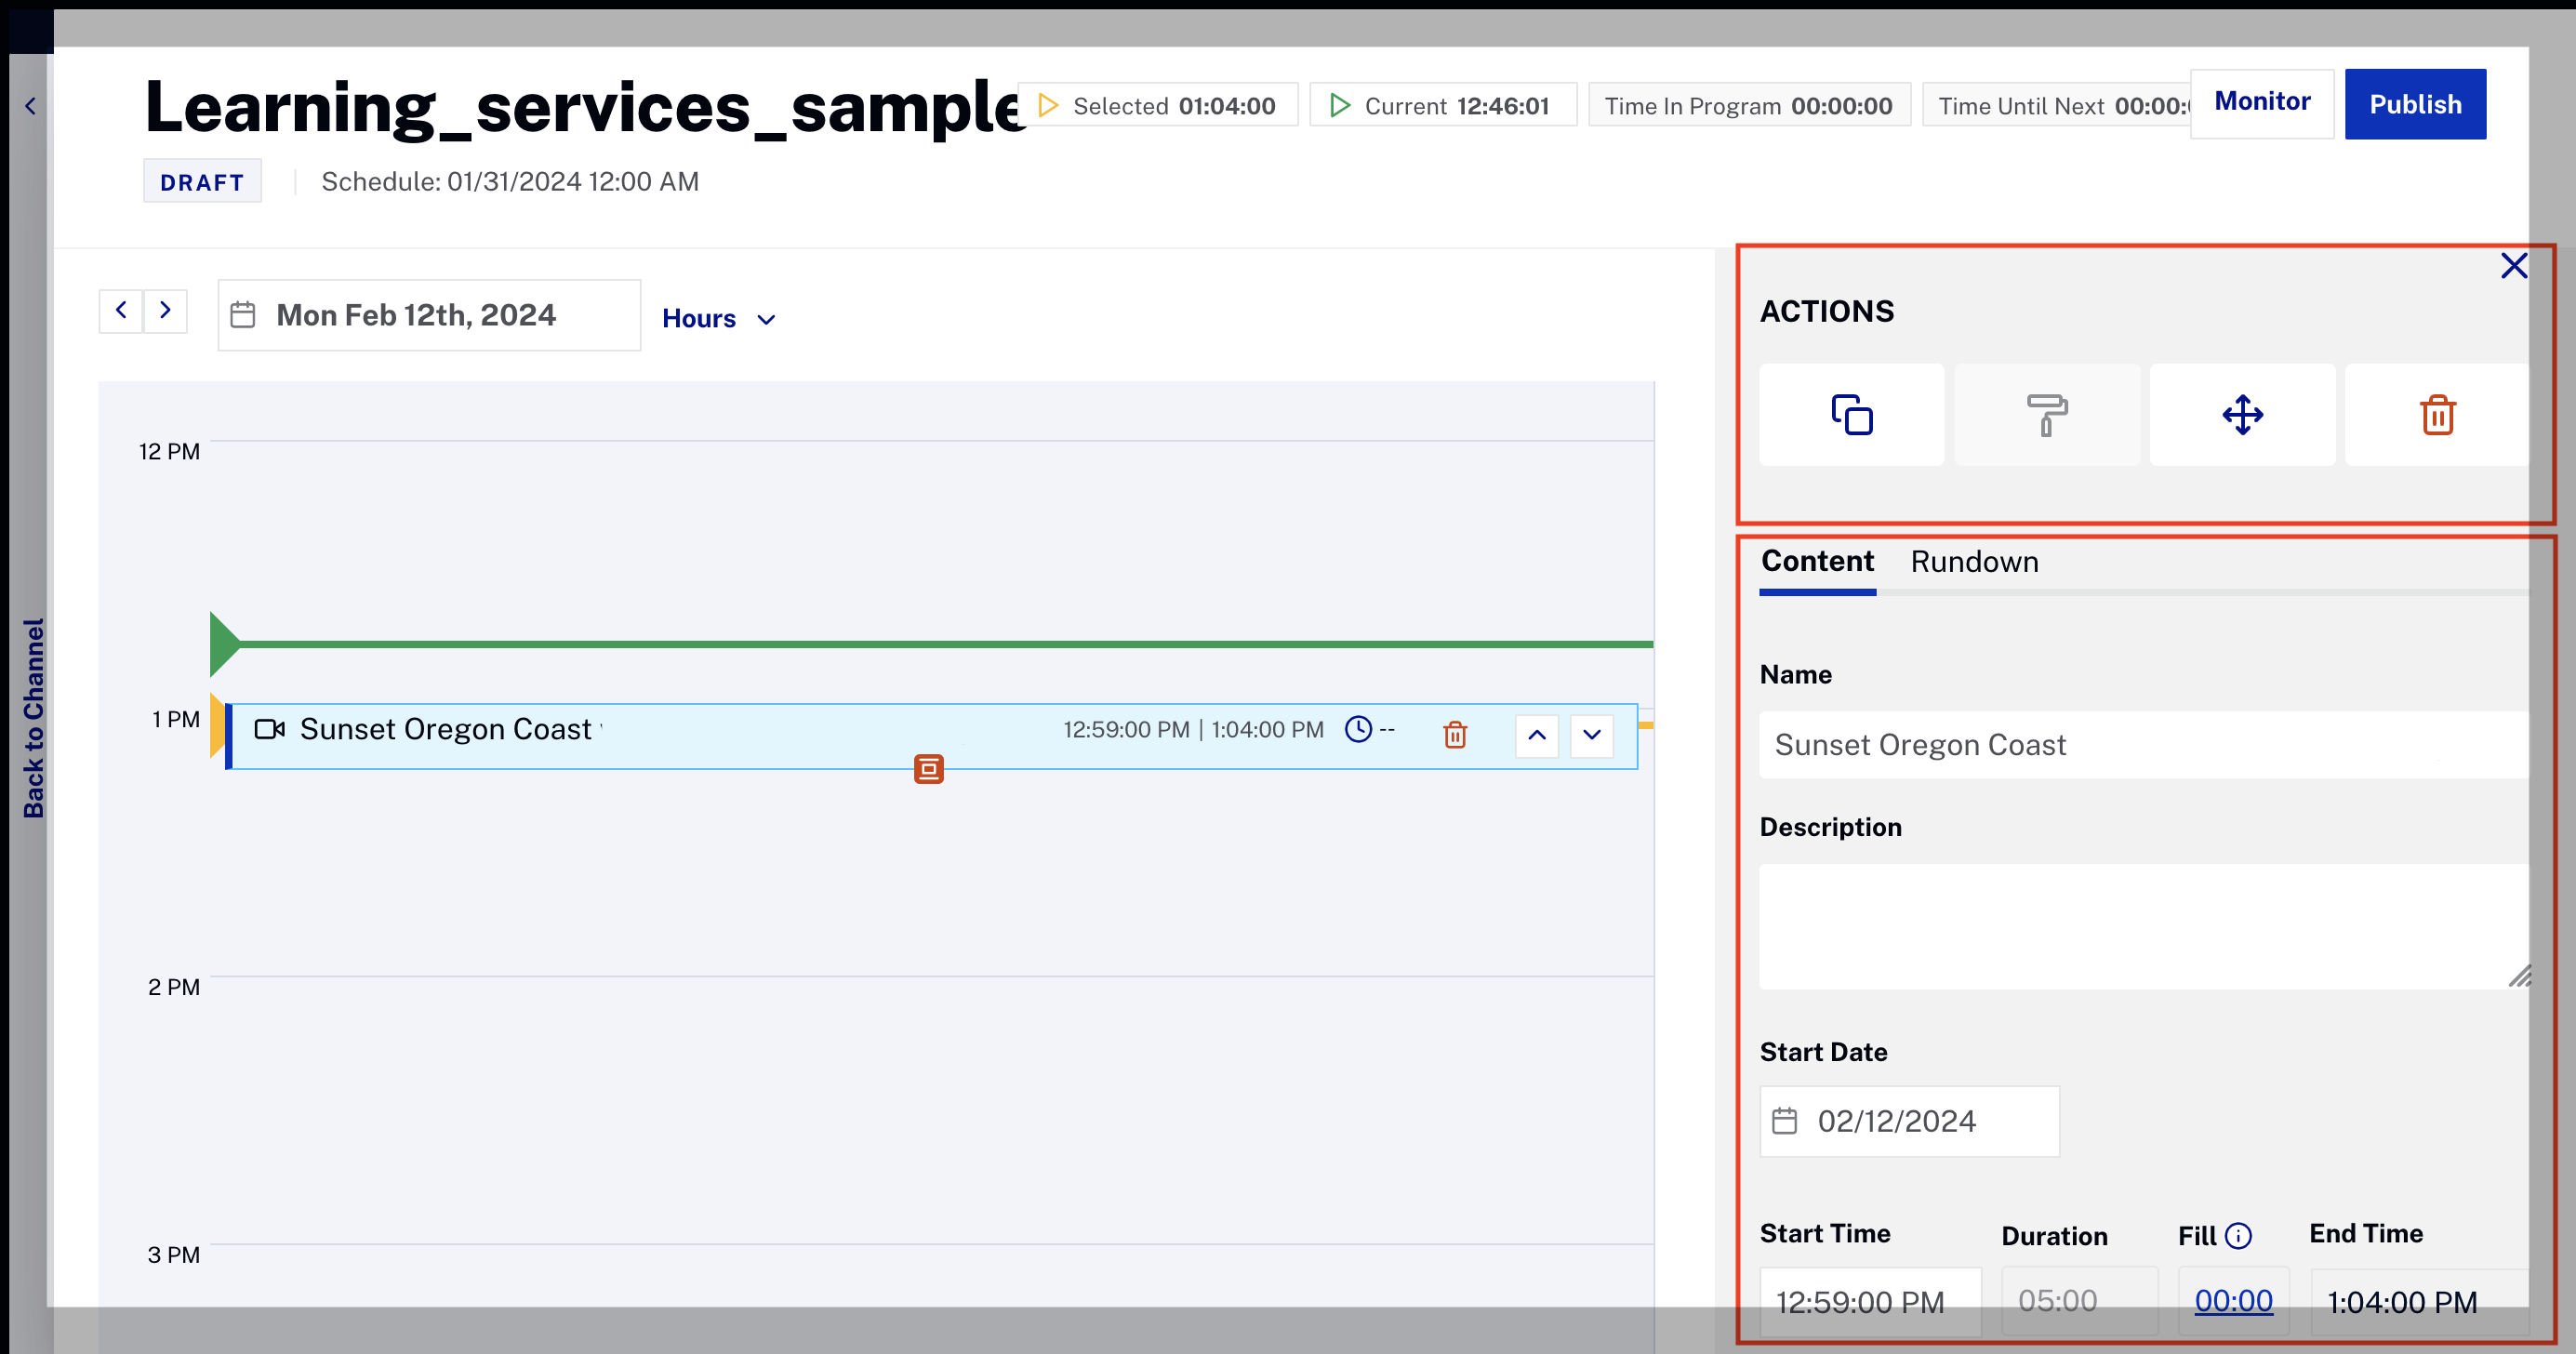 Learning_services_sample
Selected 01:04:00
Current 12:46:01
Time In Program 00:00:00
Time Until Next 00:00:
Monitor
Publish
DRAFT
Schedule: 01/31/2024 12:00 AM
Back to Channel
Mon Feb 12th, 2024
Hours
12 PM
1 PM
Sunset Oregon Coast
12:59:00 PM | 1:04:00 PM
--
2 PM
3 PM
ACTIONS
Content
Rundown
Name
Sunset Oregon Coast
Description
Start Date
02/12/2024
Start Time
Duration
Fill
End Time
12:59:00 PM
05:00
00:00
1:04:00 PM